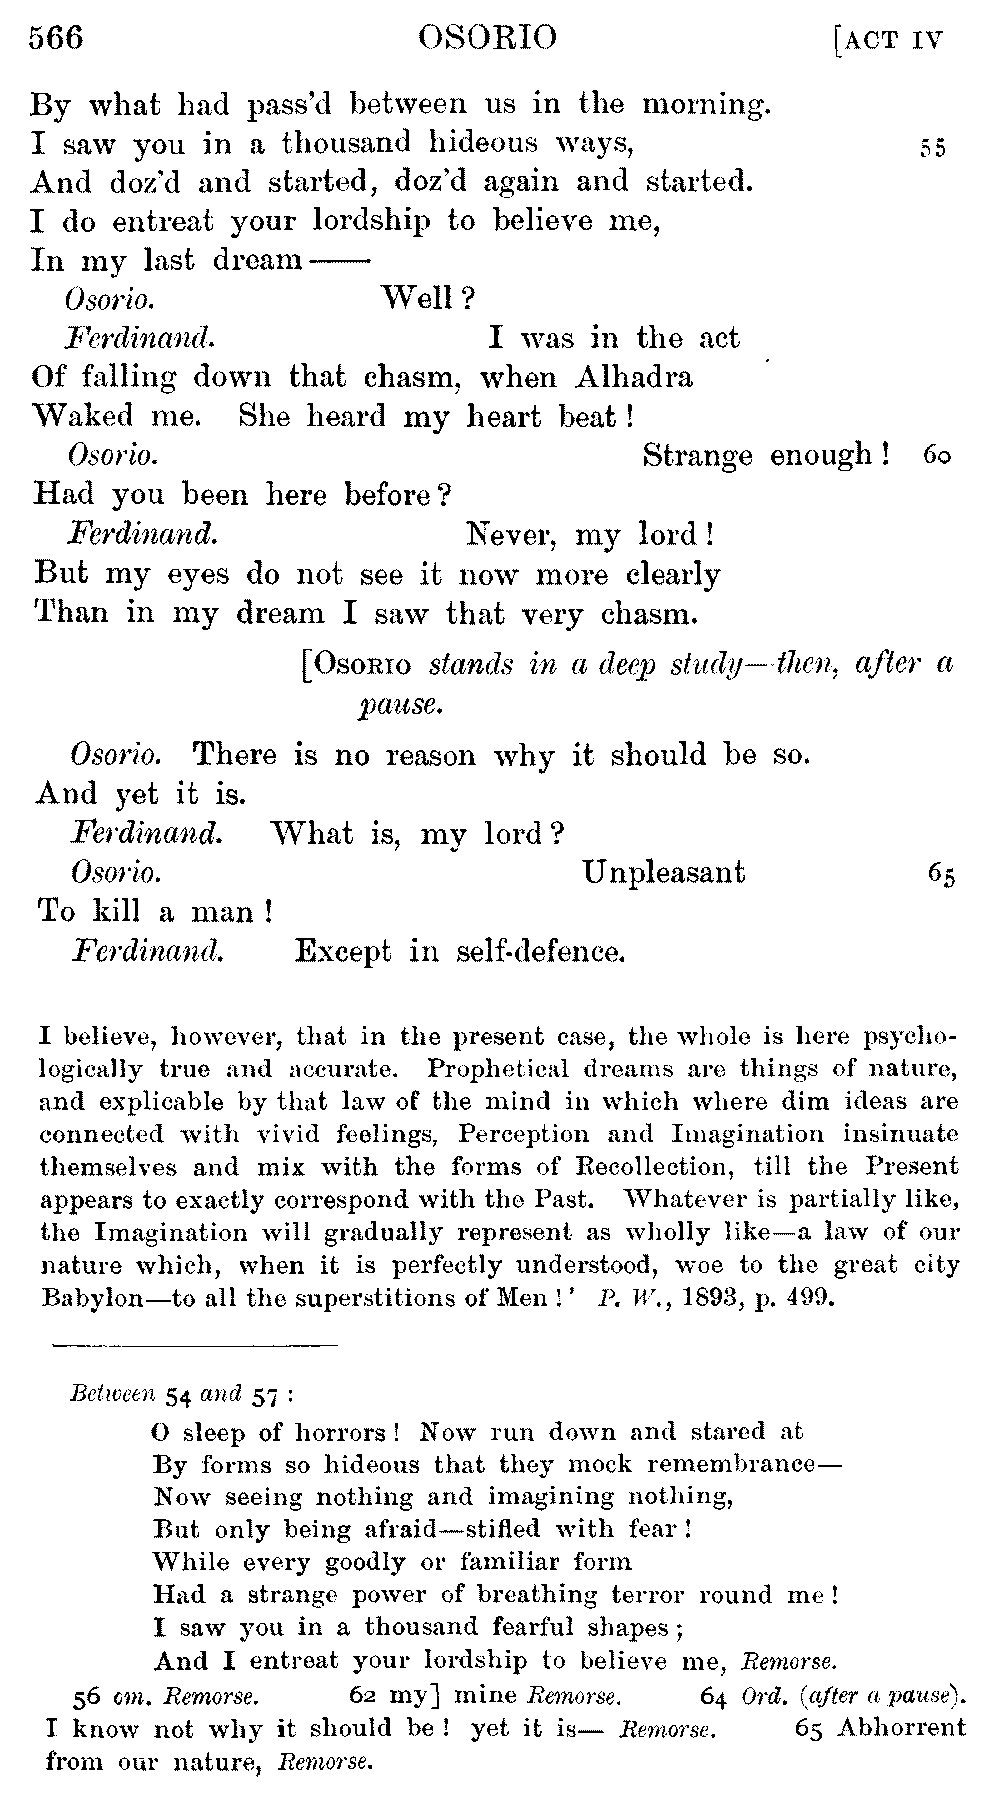 566 OSORIO [ACT IV
By what had pass'd between us in the morning.
I saw you in a thousand hideous ways, 55
And doz'd and started, doz'd again and started.
I do entreat your lordship to believe me,
In my last dream——
Osorio. Well?
Ferdinand. I was in the act
Of falling down that chasm, when Alhadra
Waked me. She heard my heart beat!
Osorio. Strange enough! 60
Had you been here before?
Ferdinand. Never, my lord!
But my eyes do not see it now more clearly
Than in my dream I saw that very chasm.
[OSORIO stands in a deep study—then, after a
pause.
Osorio. There is no reason why it should be so.
And yet it is.
Ferdinand. What is, my lord?
Osorio. Unpleasant 65
To kill a man!
Ferdinand. Except in self-defence.
I believe, however, that in the present case, the whole is here psycho-
logically true and accurate. Prophetical dreams are things of nature,
and explicable by that law of the mind in which where dim ideas are
connected with vivid feelings, Perception and Imagination insinuate
themselves and mix with the forms of Recollection, till the Present
appears to exactly correspond with the Past. Whatever is partially like,
the Imagination will gradually represent as wholly like—a law of our
nature which, when it is perfectly understood, woe to the great city
Babylon—to all the superstitions of Men!' P. W., 1893, p. 499.
Between 54 and 57:
O sleep of horrors! Now run down and stared at
By forms so hideous that they mock remembrance—
Now seeing nothing and imagining nothing,
But only being afraid—stifled with fear!
While every goodly or familiar form
Had a strange power of breathing terror round me!
I saw you in a thousand fearful shapes;
And I entreat your lordship to believe me, Remorse.
56 om. Remorse. 62 my] mine Remorse. 64 Ord. (after a pause).
I know not why it should be! yet it is— Remorse. 65 Abhorrent
from our nature, Remorse.